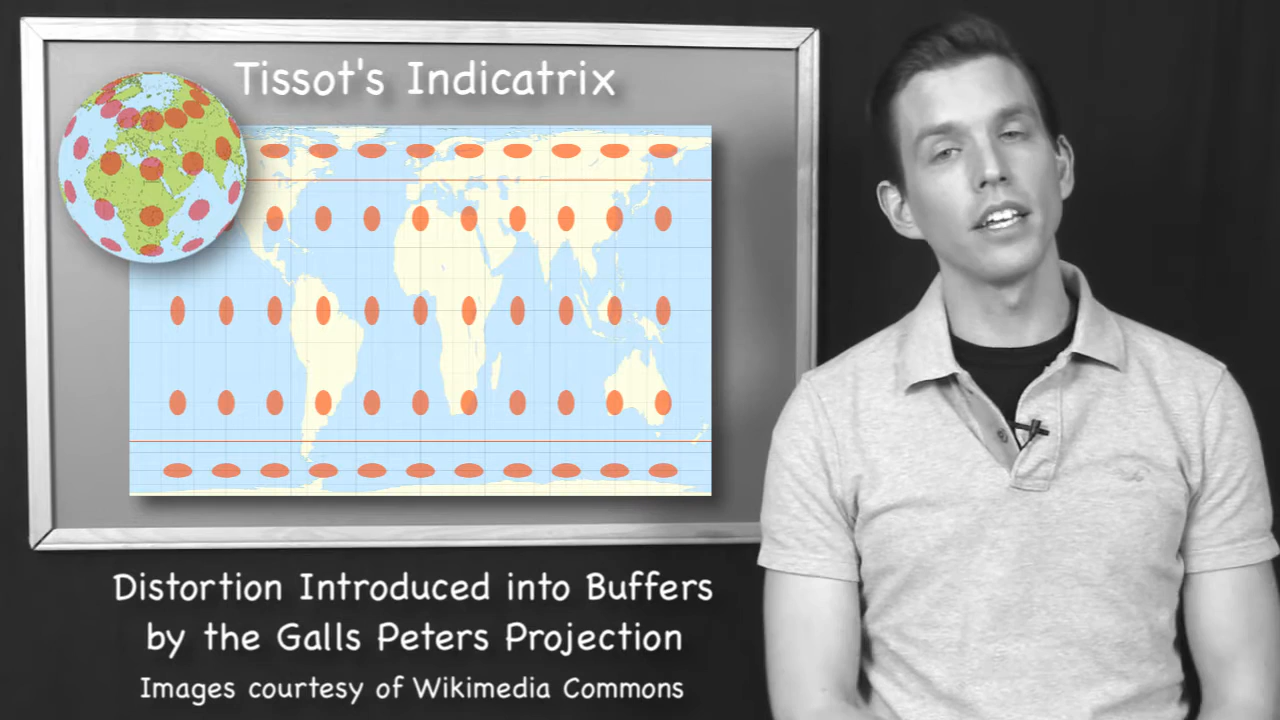 Tissot's Indicatrix
Distortion Introduced into Buffers
by the Galls Peters Projection
Images courtesy of Wikimedia Commons